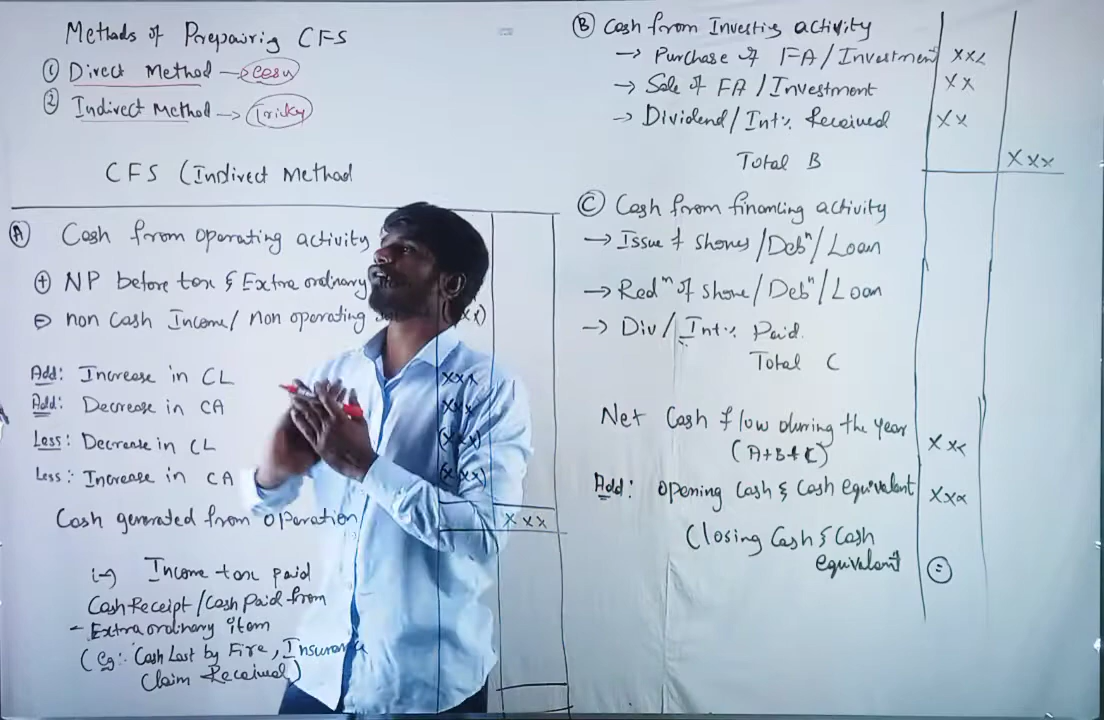 Methods of Prepairing CFS
① Direct Method → easy
② Indirect Method → Tricky
CFS (Indirect Method
Ⓐ Cash from Operating activity
⊕ NP before tax & Extra ordinary
⊖ non Cash Income / Non operating (xx)
Add: Increase in CL xxx
Add: Decrease in CA xxx
Less: Decrease in CL (xxx)
Less: Increase in CA (xxx)
Cash generated from operation xxx
(-) Income tax paid
Cash Receipt / Cash Paid from
- Extra ordinary item
(Eg: Cash Lost by Fire, Insurance
Claim Received)
Ⓑ Cash from Investing activity
→ Purchase of FA / Investment xxx
→ Sale of FA / Investment xx
→ Dividend / Int. Received xx
Total B xxx
Ⓒ Cash from financing activity
→ Issue of Shares / Debⁿ / Loan
→ Redⁿ of Share / Debⁿ / Loan
→ Div / Int. Paid.
Total C
Net Cash flow during the year
(A+B+C) xxx
Add: Opening Cash & Cash equivalent xxx
Closing Cash & Cash
equivalent =